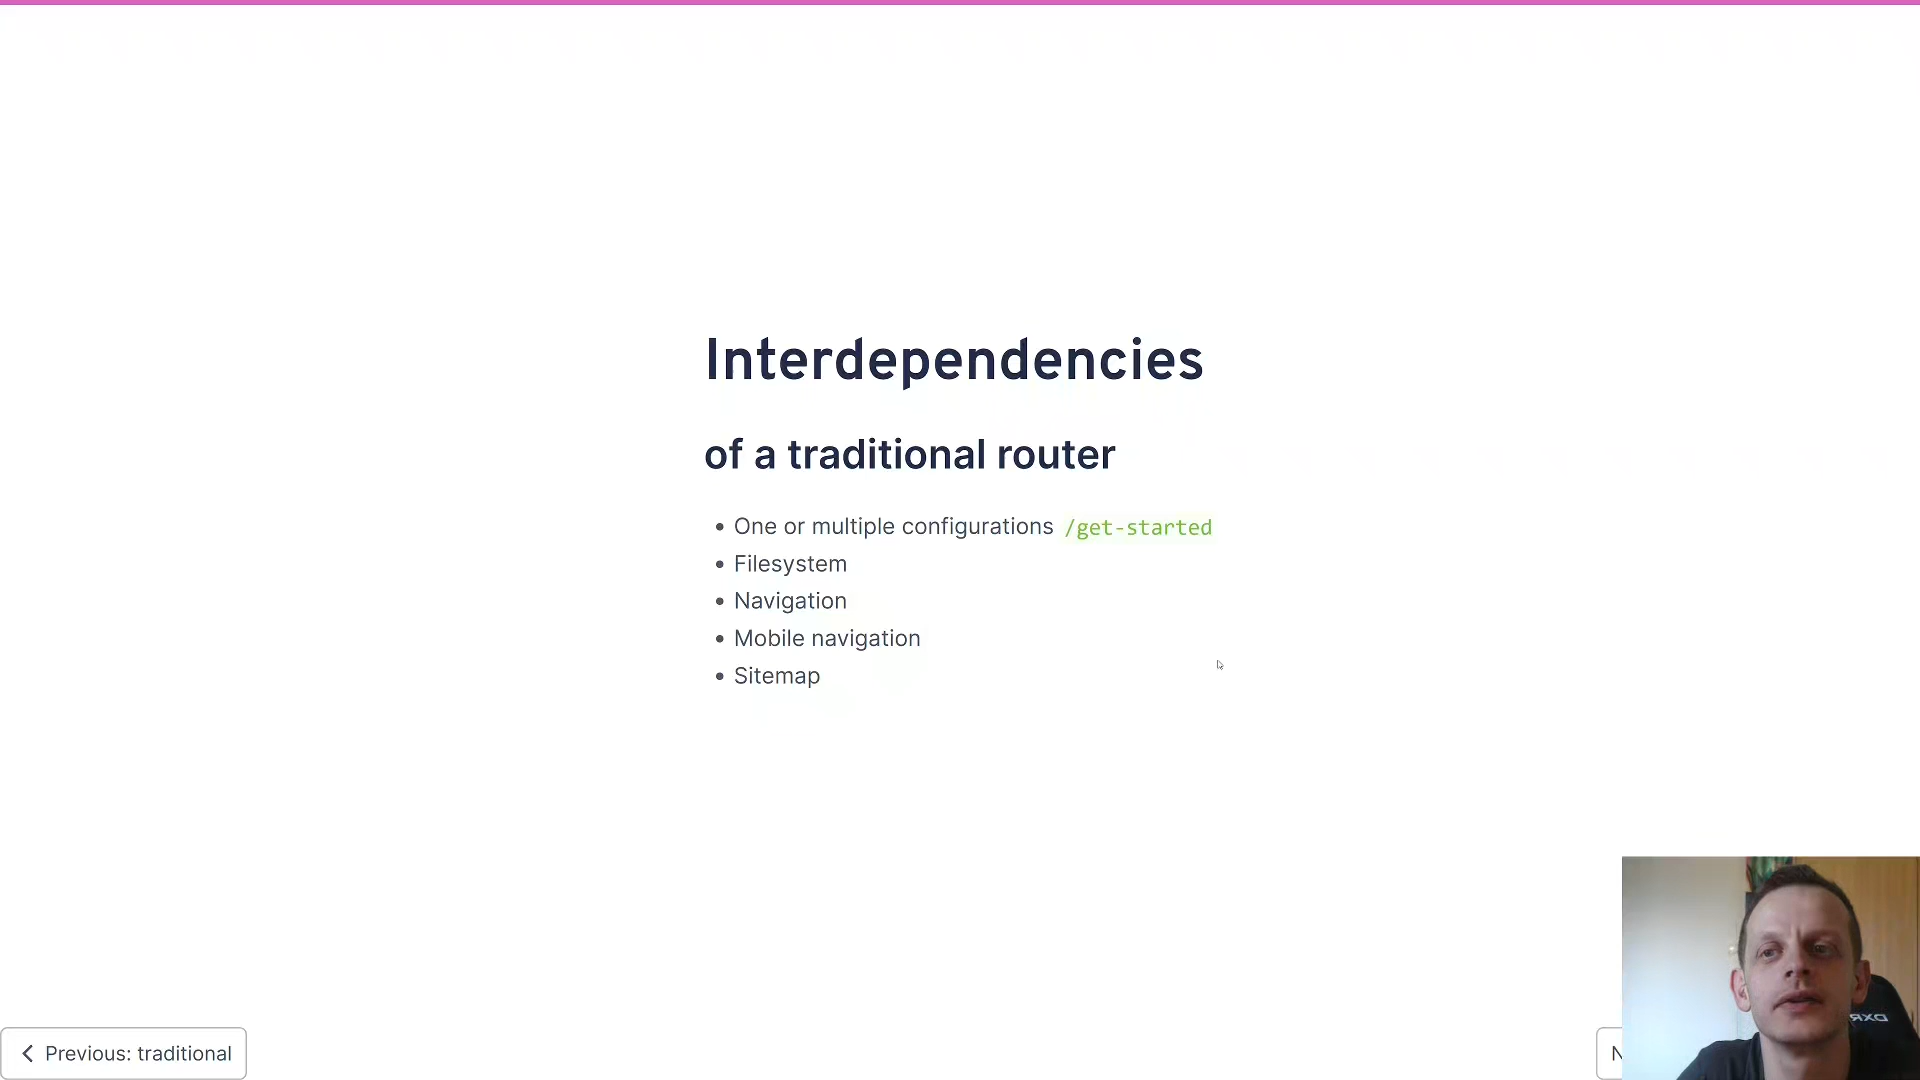 Interdependencies
of a traditional router
• One or multiple configurations /get-started
• Filesystem
• Navigation
• Mobile navigation
• Sitemap
Previous: traditional